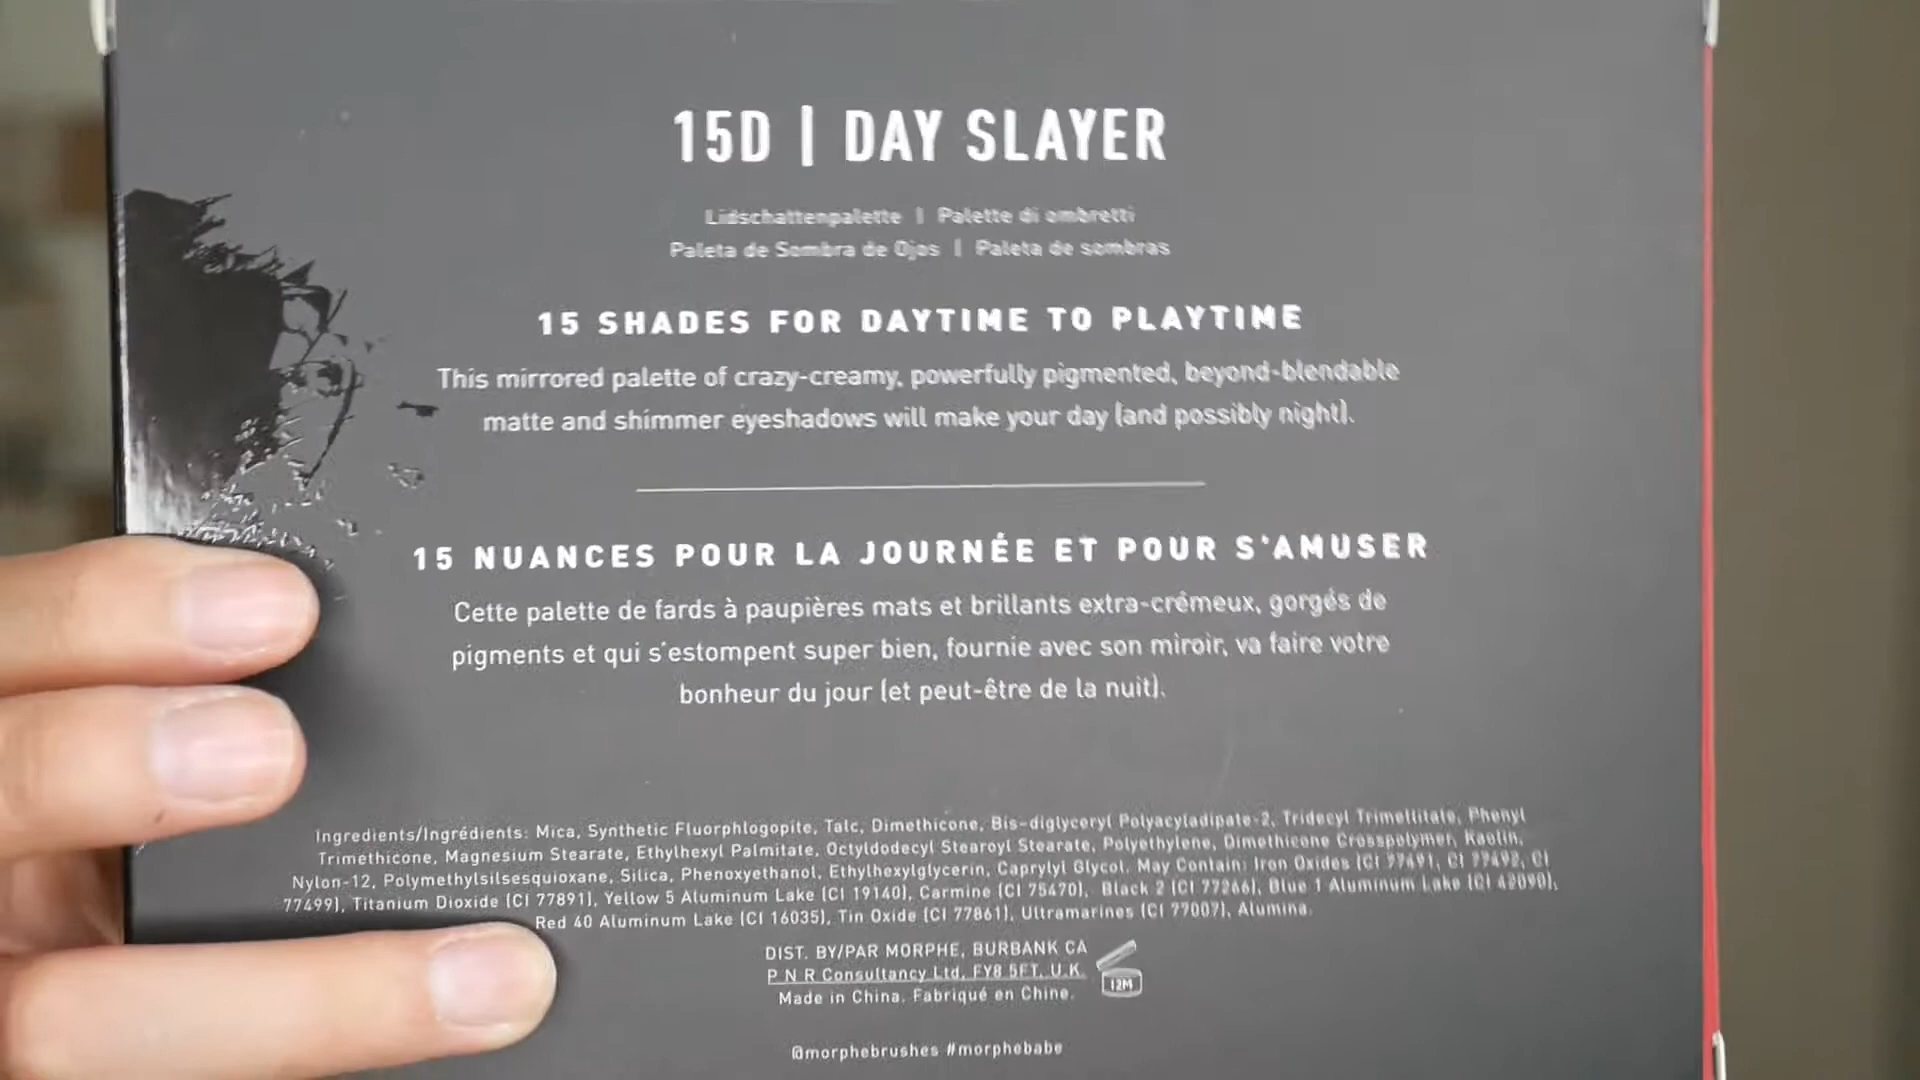 15D | DAY SLAYER
Lidschattenpalette | Palette di ombretti
Paleta de Sombra de Ojos | Paleta de sombras
15 SHADES FOR DAYTIME TO PLAYTIME
This mirrored palette of crazy-creamy, powerfully pigmented, beyond-blendable
matte and shimmer eyeshadows will make your day (and possibly night).
15 NUANCES POUR LA JOURNÉE ET POUR S'AMUSER
Cette palette de fards à paupières mats et brillants extra-crémeux, gorgés de
pigments et qui s'estompent super bien, fournie avec son miroir, va faire votre
bonheur du jour (et peut-être de la nuit).
Ingredients/Ingrédients: Mica, Synthetic Fluorphlogopite, Talc, Dimethicone, Bis-diglyceryl Polyacyladipate-2, Tridecyl Trimellitate, Phenyl
Trimethicone, Magnesium Stearate, Ethylhexyl Palmitate, Octyldodecyl Stearoyl Stearate, Polyethylene, Dimethicone Crosspolymer, Kaolin,
Nylon-12, Polymethylsilsesquioxane, Silica, Phenoxyethanol, Ethylhexylglycerin, Caprylyl Glycol. May Contain: Iron Oxides (CI 77491, CI 77492, CI
77499), Titanium Dioxide (CI 77891), Yellow 5 Aluminum Lake (CI 19140), Carmine (CI 75470), Black 2 (CI 77266), Blue 1 Aluminum Lake (CI 42090),
Red 40 Aluminum Lake (CI 16035), Tin Oxide (CI 77861), Ultramarines (CI 77007), Alumina.
DIST. BY/PAR MORPHE, BURBANK CA
P N R Consultancy Ltd, FY8 5FT, U.K.
12M
Made in China. Fabriqué en Chine.
@morphebrushes #morphebabe